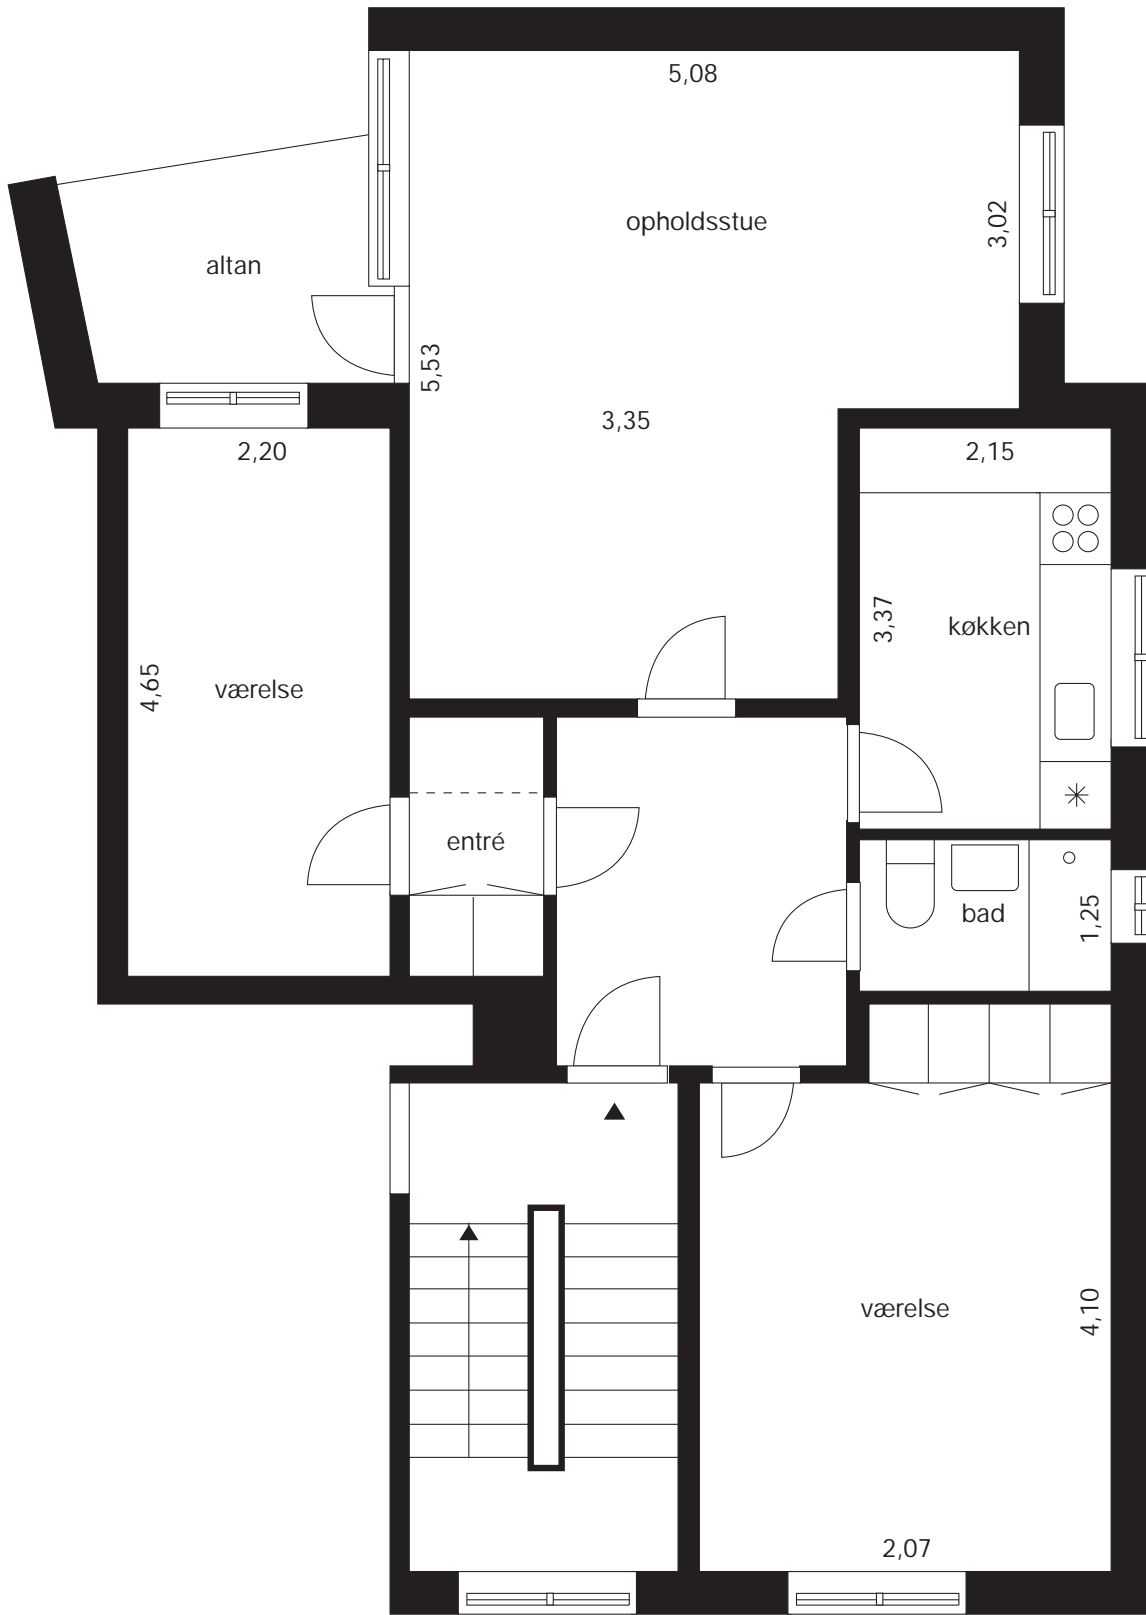 5,08
opholdsstue
3,02
altan
5,53
3,35
2,20
2,15
3,37
køkken
4,65
værelse
entré
bad
1,25
værelse
4,10
2,07